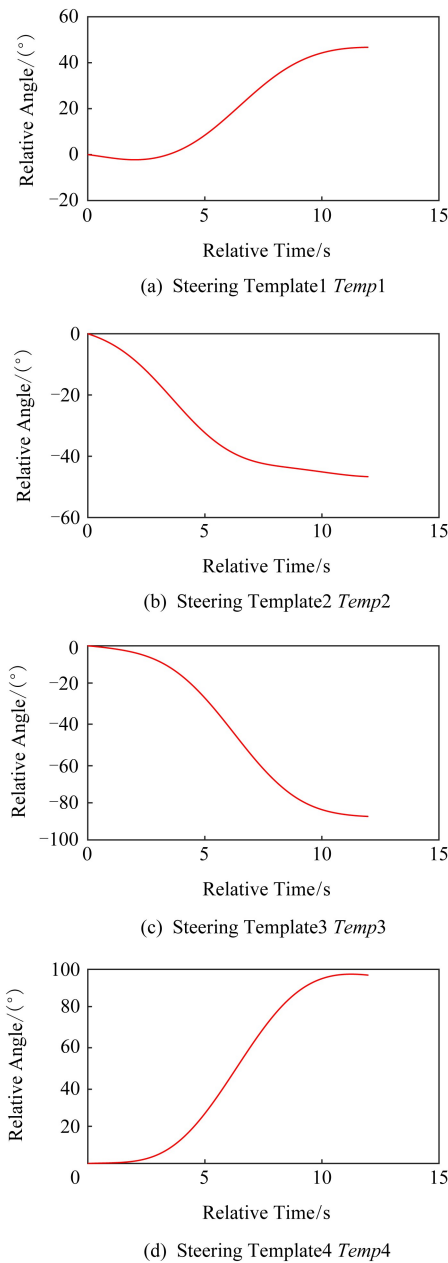 60
40
20
0
−20
0 5 10 15
Relative Angle/(°)
Relative Time/s
(a) Steering Template1 Temp1
0
−20
−40
−60
0 5 10 15
Relative Angle/(°)
Relative Time/s
(b) Steering Template2 Temp2
0
−20
−40
−60
−80
−100
0 5 10 15
Relative Angle/(°)
Relative Time/s
(c) Steering Template3 Temp3
100
80
60
40
20
0 5 10 15
Relative Angle/(°)
Relative Time/s
(d) Steering Template4 Temp4